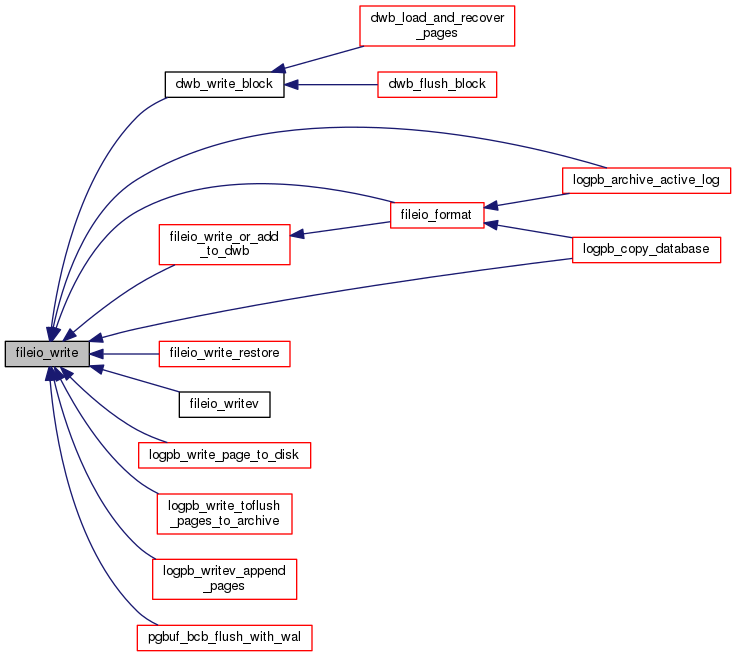 dwb_load_and_recover
_pages
dwb_write_block
dwb_flush_block
logpb_archive_active_log
fileio_format
fileio_write_or_add
_to_dwb
logpb_copy_database
fileio_write
fileio_write_restore
fileio_writev
logpb_write_page_to_disk
logpb_write_toflush
_pages_to_archive
logpb_writev_append
_pages
pgbuf_bcb_flush_with_wal